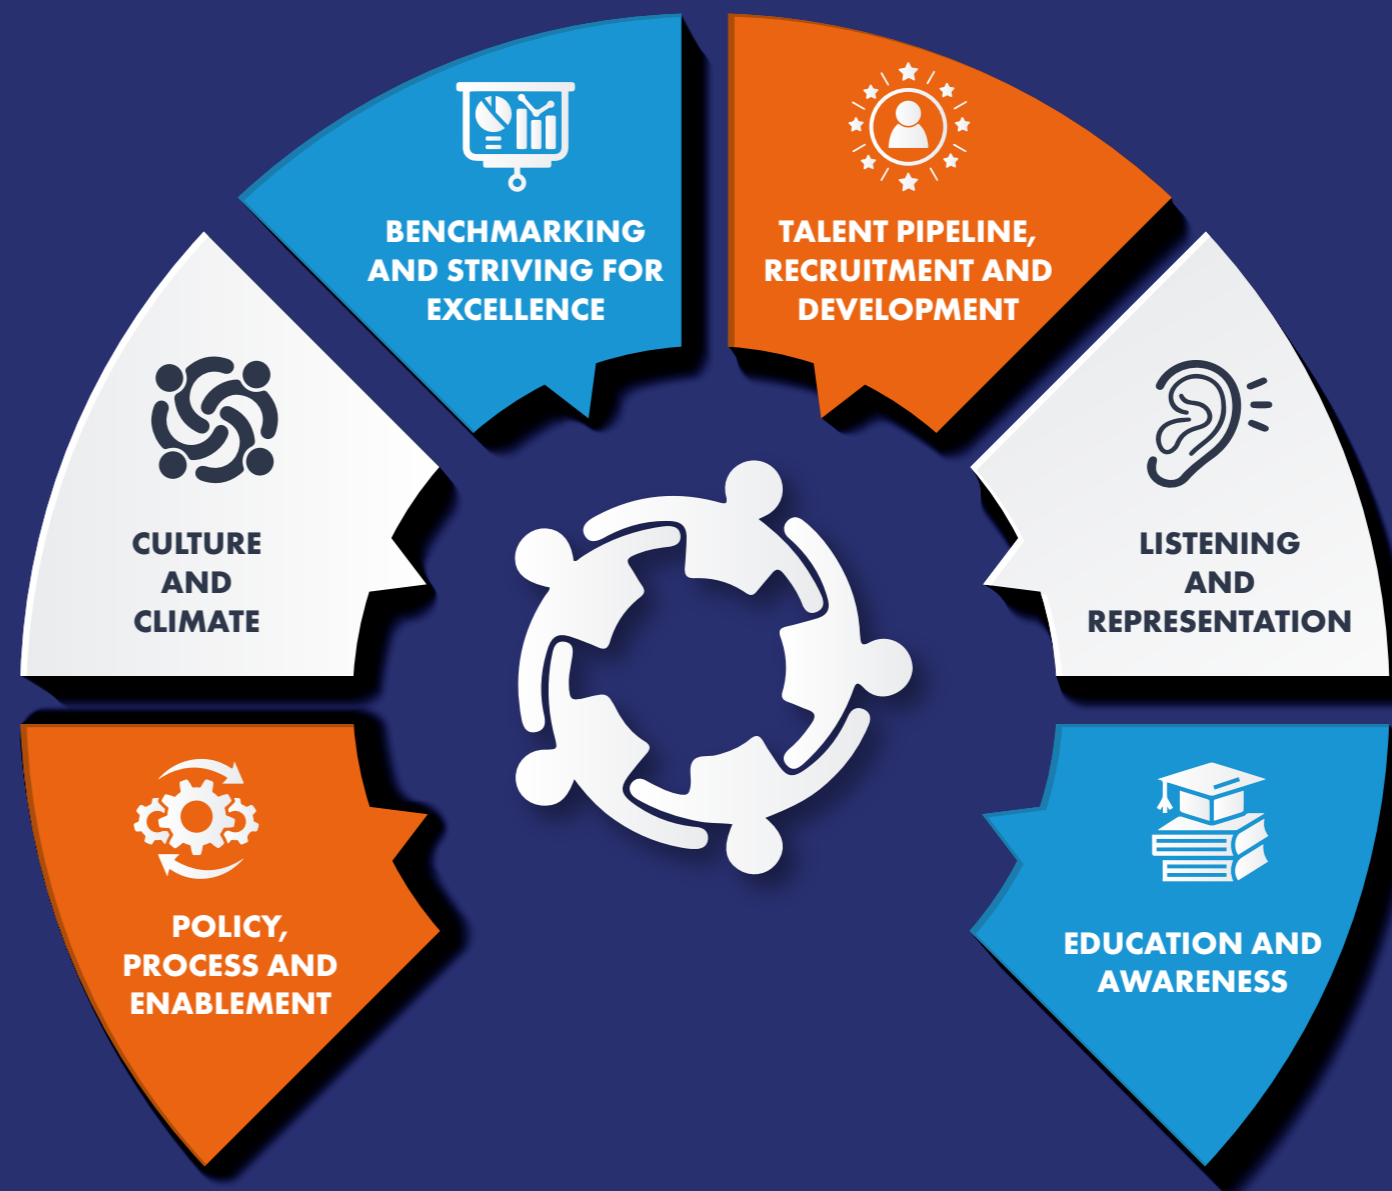 BENCHMARKING
AND STRIVING FOR
EXCELLENCE
TALENT PIPELINE,
RECRUITMENT AND
DEVELOPMENT
CULTURE
AND
CLIMATE
LISTENING
AND
REPRESENTATION
POLICY,
PROCESS AND
ENABLEMENT
EDUCATION AND
AWARENESS